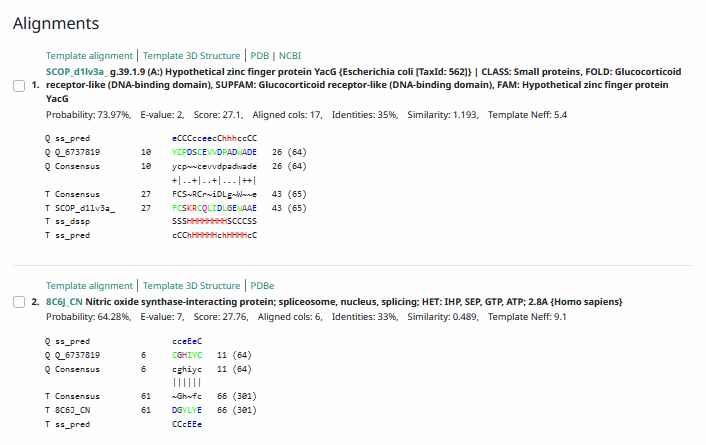 Alignments
Template alignment | Template 3D Structure | PDB | NCBI
SCOP_d1lv3a_ g.39.1.9 (A:) Hypothetical zinc finger protein YacG {Escherichia coli [TaxId: 562]} | CLASS: Small proteins, FOLD: Glucocorticoid
1. receptor-like (DNA-binding domain), SUPFAM: Glucocorticoid receptor-like (DNA-binding domain), FAM: Hypothetical zinc finger protein
YacG
Probability: 73.97%, E-value: 2, Score: 27.1, Aligned cols: 17, Identities: 35%, Similarity: 1.193, Template Neff: 5.4
Q ss_pred eCCCCcceecChhhccCC
Q Q_6737819 10 YCPDSCEVVDPADWADE 26 (64)
Q Consensus 10 ycp~~cevvdpadwade 26 (64)
+|..+|..+|...|++|
T Consensus 27 FCS~RCr~iDLg~W~~e 43 (65)
T SCOP_d1lv3a_ 27 FCSKRCQLIDLGEWAAE 43 (65)
T ss_dssp SSSHHHHHHHHSCCCSS
T ss_pred cCChHHHHHchHHHHcC
Template alignment | Template 3D Structure | PDBe
2. 8C6J_CN Nitric oxide synthase-interacting protein; spliceosome, nucleus, splicing; HET: IHP, SEP, GTP, ATP; 2.8A {Homo sapiens}
Probability: 64.28%, E-value: 7, Score: 27.76, Aligned cols: 6, Identities: 33%, Similarity: 0.489, Template Neff: 9.1
Q ss_pred cceEeC
Q Q_6737819 6 CGHIYC 11 (64)
Q Consensus 6 cghiyc 11 (64)
||||||
T Consensus 61 ~Gh~fc 66 (301)
T 8C6J_CN 61 DGYLYE 66 (301)
T ss_pred CCcEEe